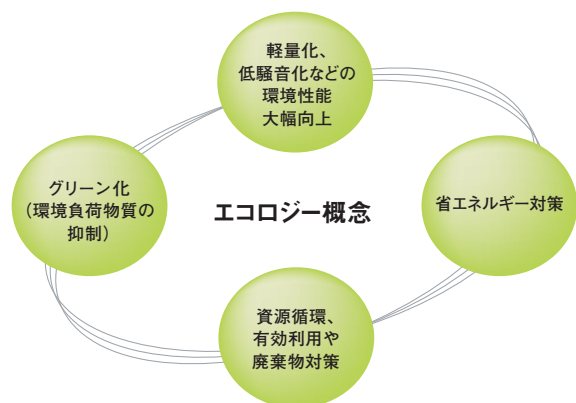 軽量化、
低騒音化などの
環境性能
大幅向上
グリーン化
(環境負荷物質の
抑制)
エコロジー概念
省エネルギー対策
資源循環、
有効利用や
廃棄物対策